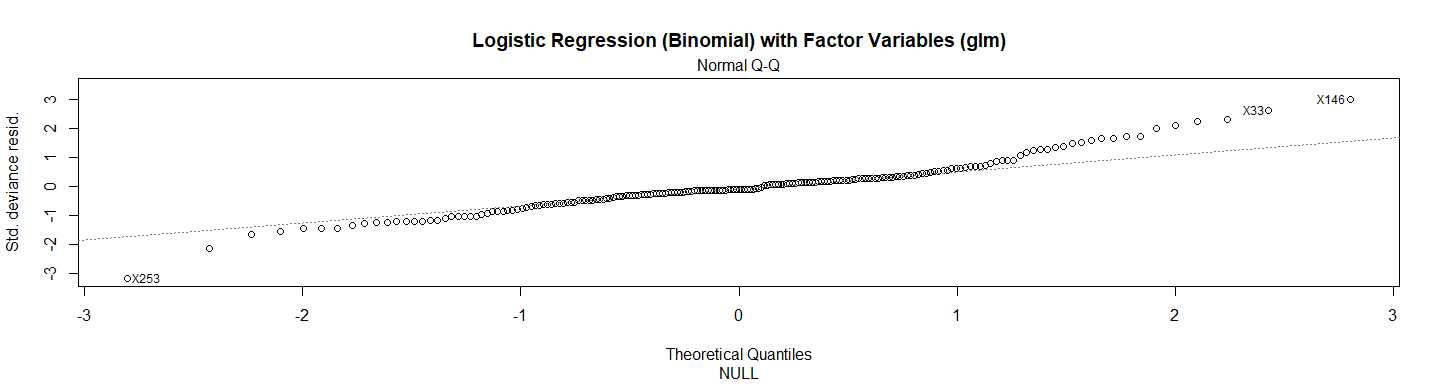 Logistic Regression (Binomial) with Factor Variables (glm)
Normal Q-Q
Std. deviance resid.
3
2
1
0
-1
-2
-3
X33
X146
X253
-3
-2
-1
0
1
2
3
Theoretical Quantiles
NULL